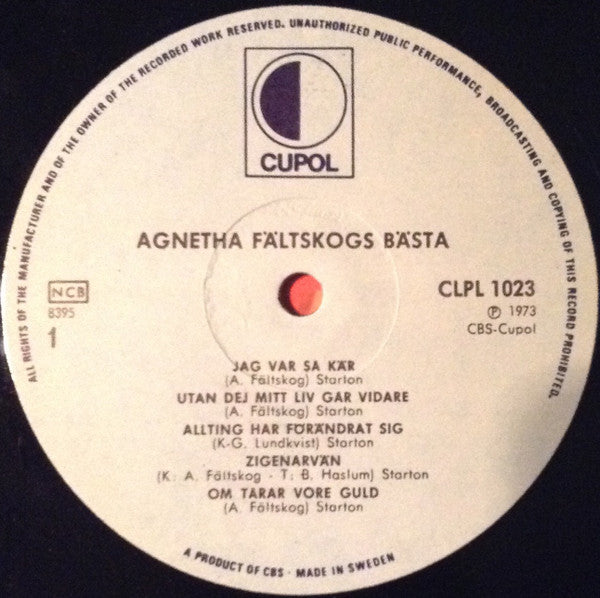 ALL RIGHTS OF THE MANUFACTURER AND OF THE OWNER OF THE RECORDED WORK RESERVED. UNAUTHORIZED PUBLIC PERFORMANCE, BROADCASTING AND COPYING OF THIS RECORD PROHIBITED.
CUPOL
AGNETHA FÄLTSKOGS BÄSTA
NCB
8395
1
CLPL 1023
Ⓟ 1973
CBS-Cupol
JAG VAR SA KÄR
(A. Fältskog) Starton
UTAN DEJ MITT LIV GAR VIDARE
(A. Fältskog) Starton
ALLTING HAR FÖRÄNDRAT SIG
(K-G. Lundkvist) Starton
ZIGENARVÄN
(K: A. Fältskog - T: B. Haslum) Starton
OM TARAR VORE GULD
(A. Fältskog) Starton
A PRODUCT OF CBS · MADE IN SWEDEN